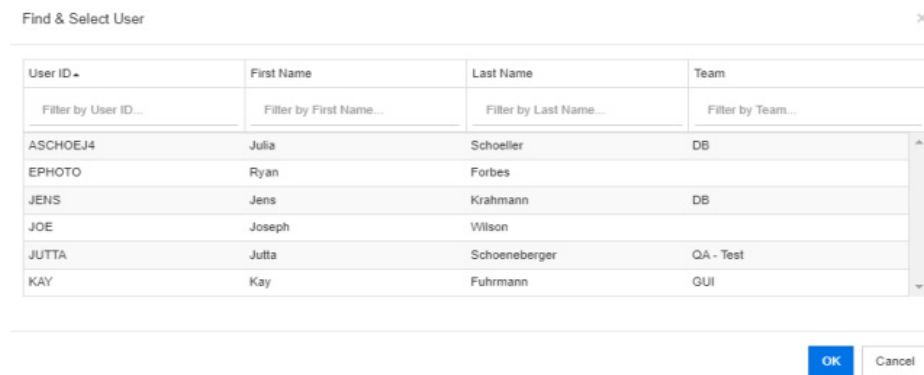 Find & Select User
User ID First Name Last Name Team
Filter by User ID... Filter by First Name... Filter by Last Name... Filter by Team...
ASCHOEJ4 Julia Schoeller DB
EPHOTO Ryan Forbes
JENS Jens Krahmann DB
JOE Joseph Wilson
JUTTA Jutta Schoeneberger QA - Test
KAY Kay Fuhrmann GUI
OK Cancel